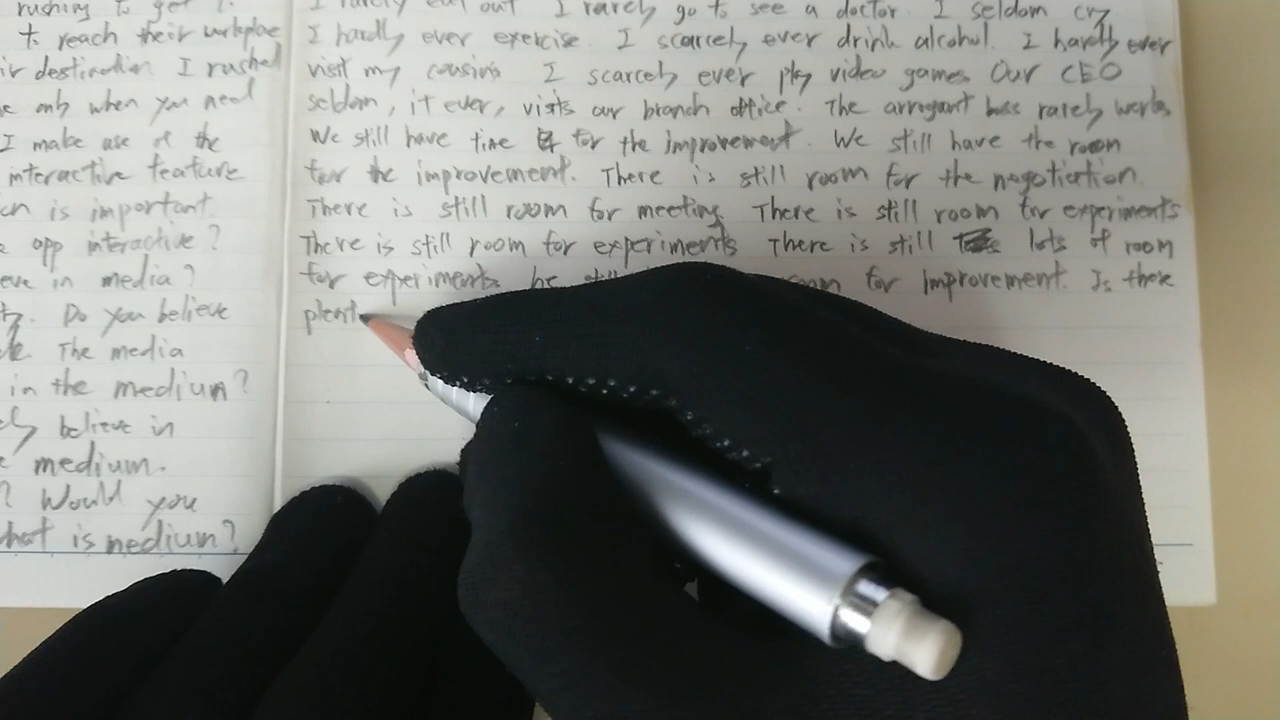 rushing to get
to reach their workplace
ir destination. I rushed
only when you need
I make use of the
interactive feature
is important.
app interactive?
in media?
Do you believe
The media
in the medium?
believe in
medium.
? Would you
what is medium?
I rarely eat out I rarely go to see a doctor. I seldom cry
I hardly ever exercise. I scarcely ever drink alcohol. I hardly ever
visit my cousins I scarcely ever play video games. Our CEO
seldom, it ever, visits our branch office. The arrogant boss rarely works
We still have time for the improvement. We still have the room
for the improvement. There is still room for the negotiation.
There is still room for meeting. There is still room for experiments
There is still room for experiments There is still lots of room
for experiments he still room for improvement. Is there
plent